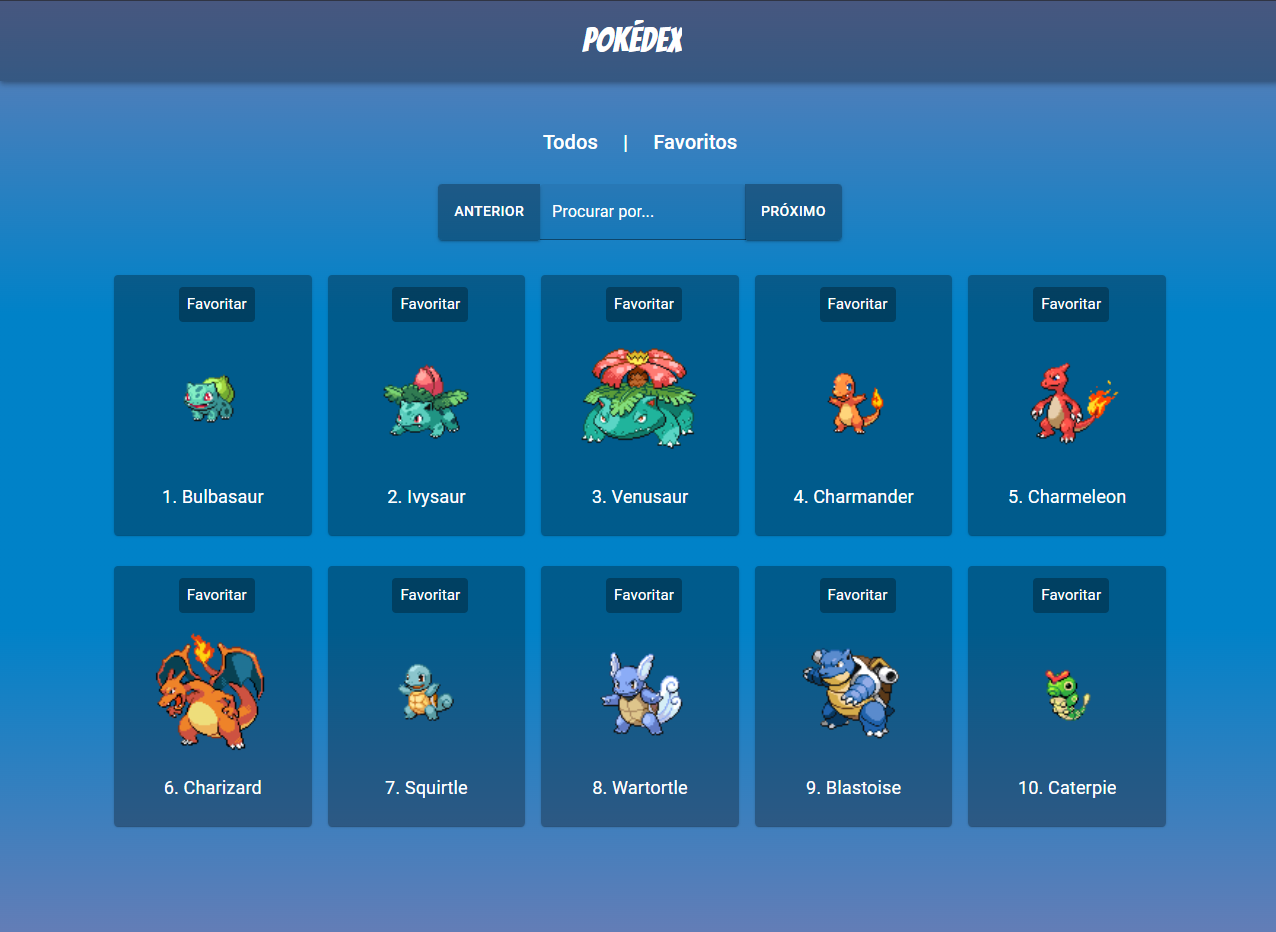 POKÉDEX
Todos | Favoritos
ANTERIOR Procurar por... PRÓXIMO
Favoritar Favoritar Favoritar Favoritar Favoritar
1. Bulbasaur 2. Ivysaur 3. Venusaur 4. Charmander 5. Charmeleon
Favoritar Favoritar Favoritar Favoritar Favoritar
6. Charizard 7. Squirtle 8. Wartortle 9. Blastoise 10. Caterpie